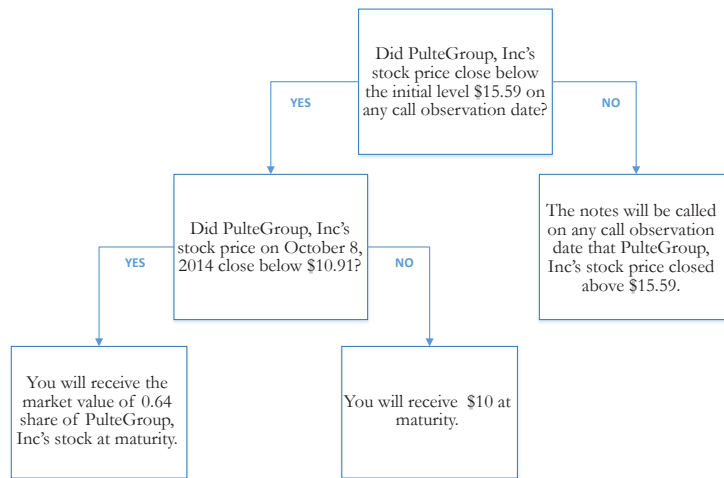 Did PulteGroup, Inc's
stock price close below
the initial level $15.59 on
any call observation date?
YES
NO
Did PulteGroup, Inc's
stock price on October 8,
2014 close below $10.91?
The notes will be called
on any call observation
date that PulteGroup,
Inc's stock price closed
above $15.59.
YES
NO
You will receive the
market value of 0.64
share of PulteGroup,
Inc's stock at maturity.
You will receive $10 at
maturity.